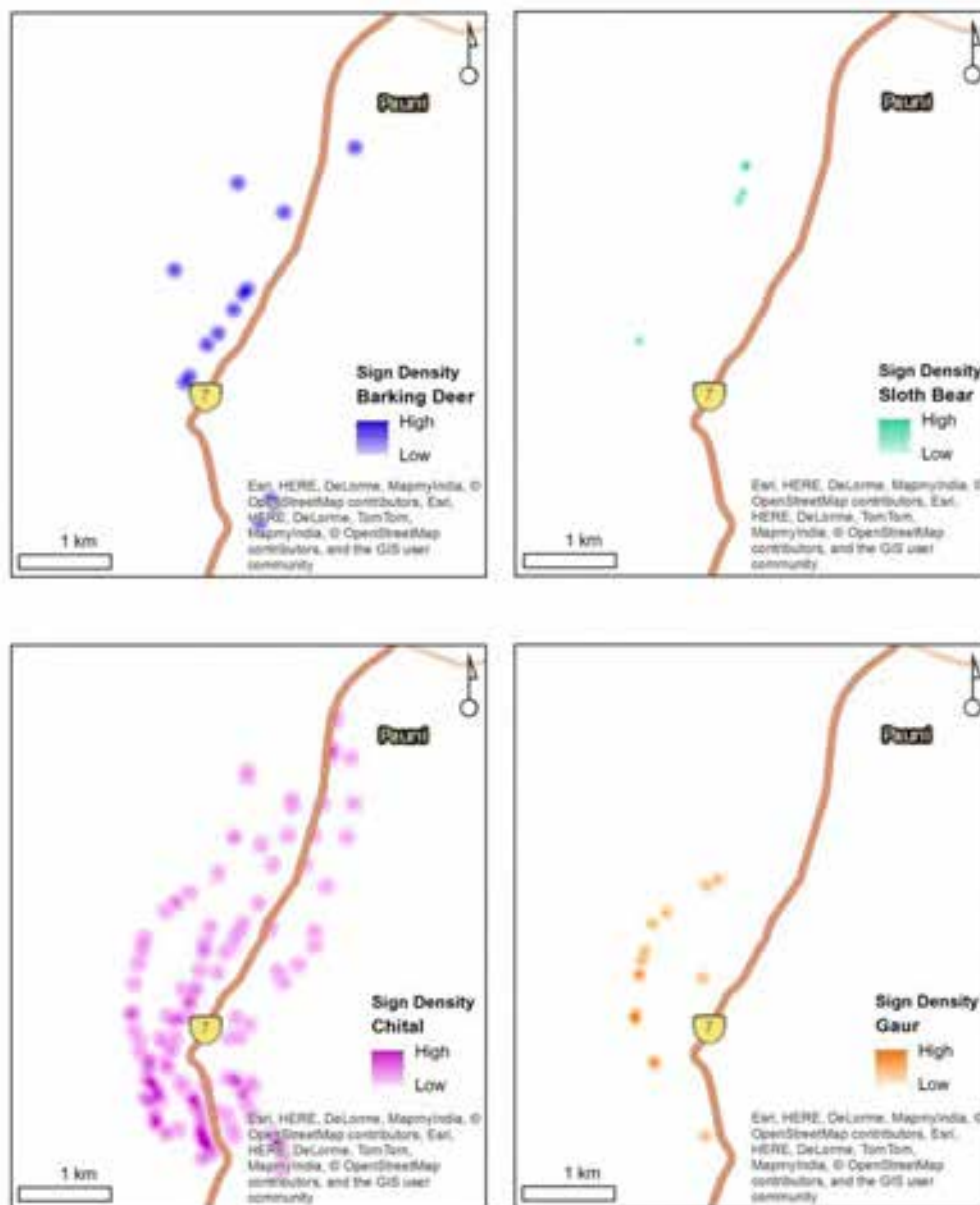 Pauni
Sign Density
Barking Deer
High
Low
7
Esri, HERE, DeLorme, MapmyIndia, ©
OpenStreetMap contributors, Esri,
HERE, DeLorme, TomTom,
MapmyIndia, © OpenStreetMap
contributors, and the GIS user
community
1 km
Pauni
Sign Density
Sloth Bear
High
Low
7
Esri, HERE, DeLorme, MapmyIndia, ©
OpenStreetMap contributors, Esri,
HERE, DeLorme, TomTom,
MapmyIndia, © OpenStreetMap
contributors, and the GIS user
community
1 km
Pauni
Sign Density
Chital
High
Low
7
Esri, HERE, DeLorme, MapmyIndia, ©
OpenStreetMap contributors, Esri,
HERE, DeLorme, TomTom,
MapmyIndia, © OpenStreetMap
contributors, and the GIS user
community
1 km
Pauni
Sign Density
Gaur
High
Low
7
Esri, HERE, DeLorme, MapmyIndia, ©
OpenStreetMap contributors, Esri,
HERE, DeLorme, TomTom,
MapmyIndia, © OpenStreetMap
contributors, and the GIS user
community
1 km